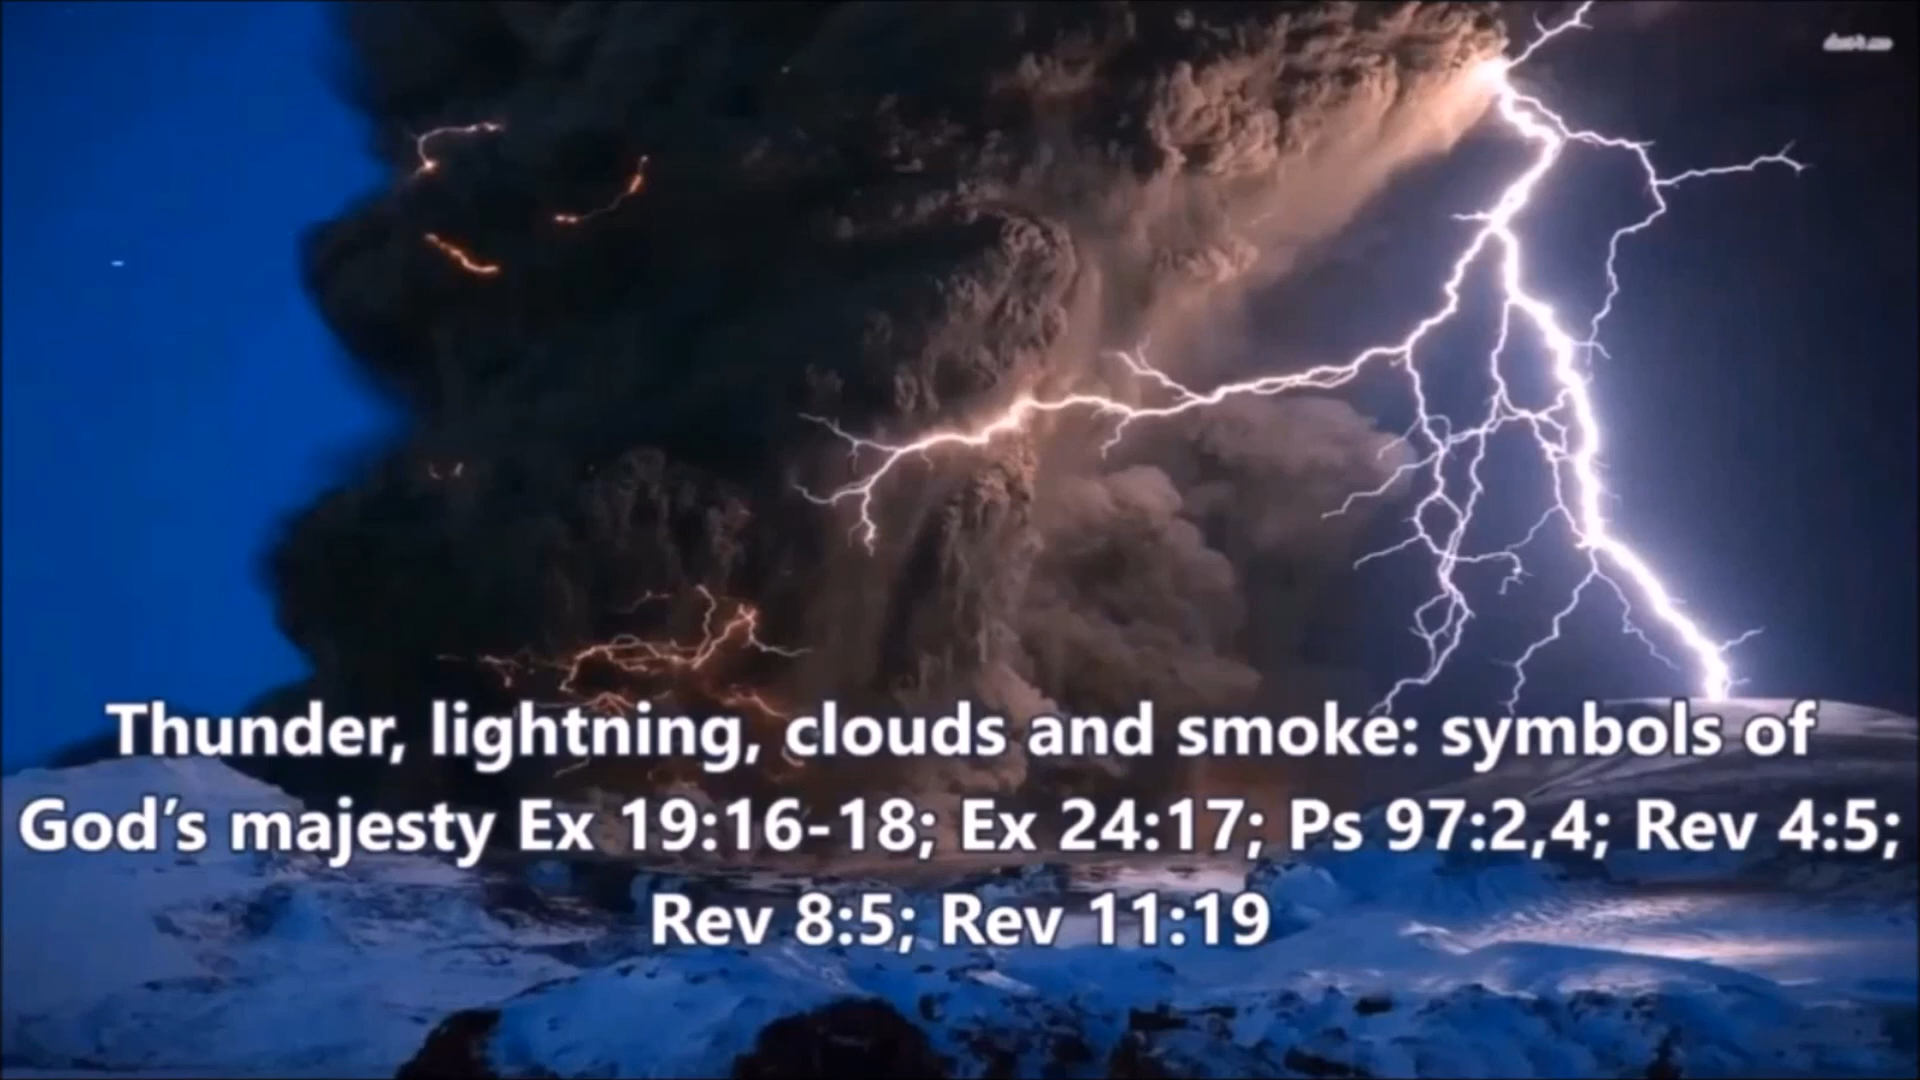 Thunder, lightning, clouds and smoke: symbols of
God’s majesty Ex 19:16-18; Ex 24:17; Ps 97:2,4; Rev 4:5;
Rev 8:5; Rev 11:19